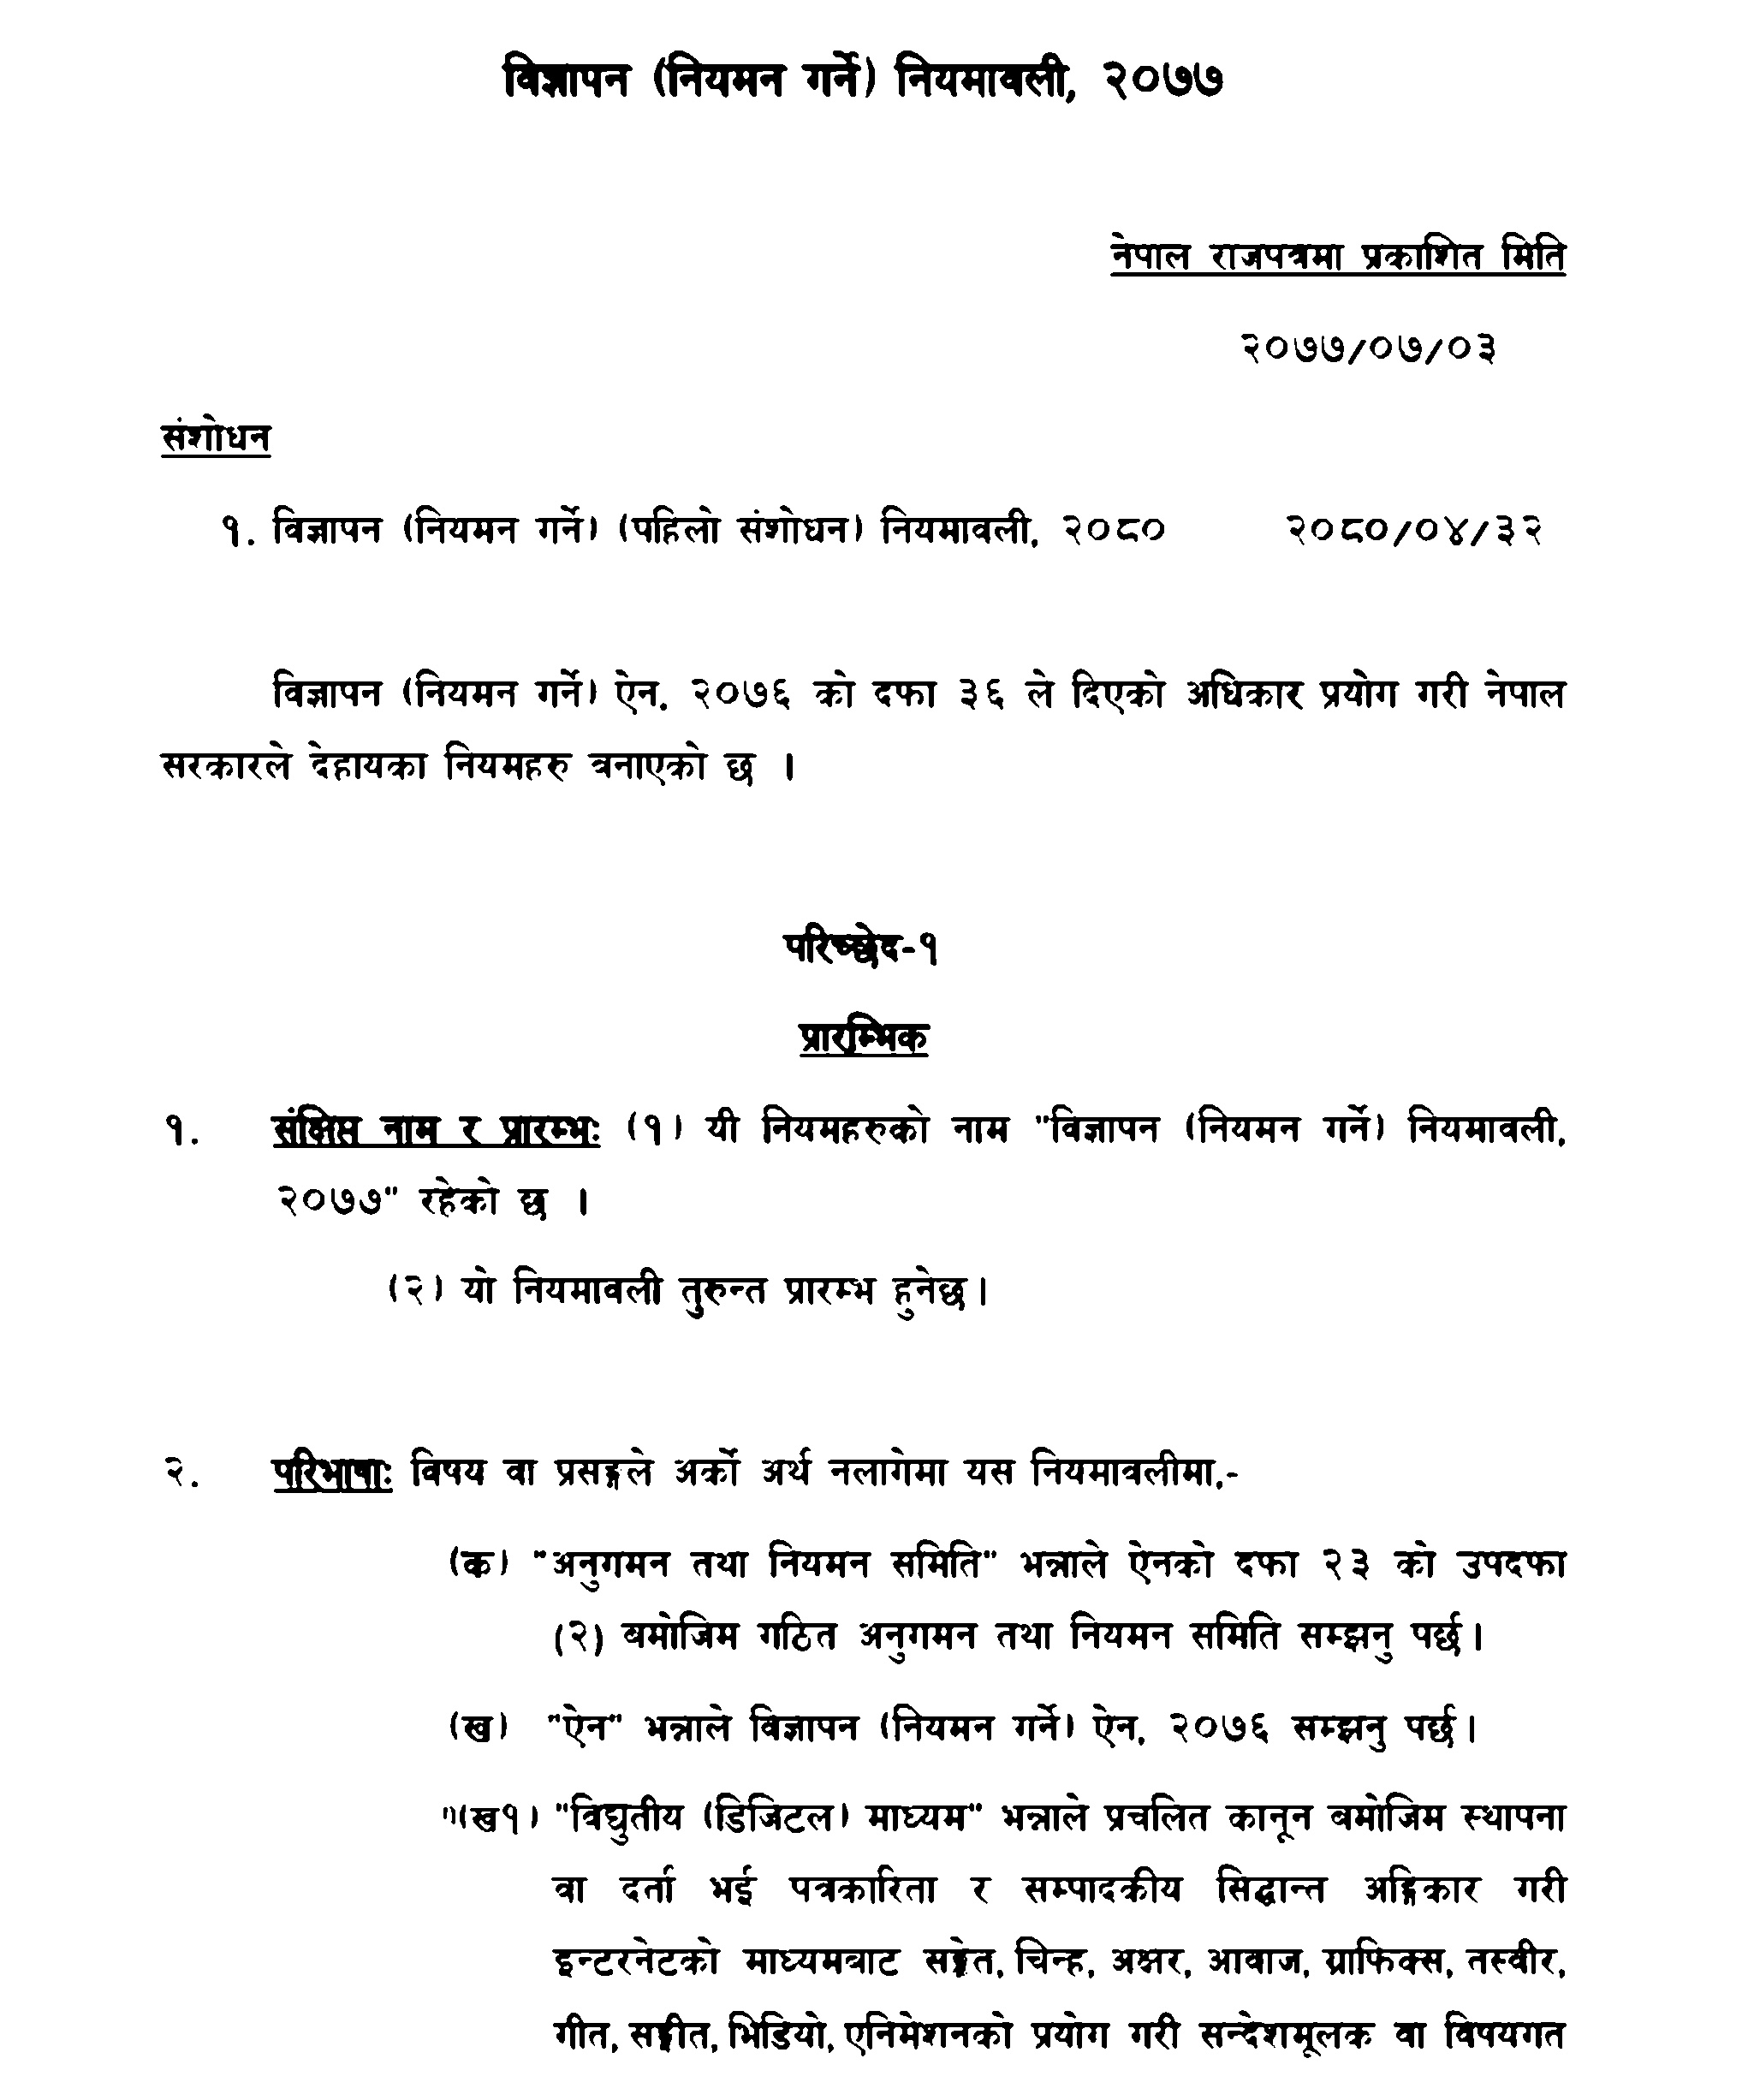 विज्ञापन (नियमन गर्ने) नियमावली, २०७७
नेपाल राजपत्रमा प्रकाशित मिति
२०७७/०७/०३
संशोधन
१. विज्ञापन (नियमन गर्ने) (पहिलो संशोधन) नियमावली, २०८० २०८०/०४/३२
विज्ञापन (नियमन गर्ने) ऐन, २०७६ को दफा ३६ ले दिएको अधिकार प्रयोग गरी नेपाल
सरकारले देहायका नियमहरु बनाएको छ ।
परिच्छेद-१
प्रारम्भिक
१. संक्षिप्त नाम र प्रारम्भः (१) यी नियमहरुको नाम "विज्ञापन (नियमन गर्ने) नियमावली,
२०७७" रहेको छ ।
(२) यो नियमावली तुरुन्त प्रारम्भ हुनेछ।
२. परिभाषाः विषय वा प्रसङ्गले अर्को अर्थ नलागेमा यस नियमावलीमा,-
(क) "अनुगमन तथा नियमन समिति" भन्नाले ऐनको दफा २३ को उपदफा
(२) बमोजिम गठित अनुगमन तथा नियमन समिति सम्झनु पर्छ।
(ख) "ऐन" भन्नाले विज्ञापन (नियमन गर्ने) ऐन, २०७६ सम्झनु पर्छ।
(ख१) "विद्युतीय (डिजिटल) माध्यम" भन्नाले प्रचलित कानून बमोजिम स्थापना
वा दर्ता भई पत्रकारिता र सम्पादकीय सिद्धान्त अङ्गिकार गरी
इन्टरनेटको माध्यमबाट सङ्केत, चिन्ह, अक्षर, आवाज, ग्राफिक्स, तस्वीर,
गीत, सङ्गीत, भिडियो, एनिमेशनको प्रयोग गरी सन्देशमूलक वा विषयगत